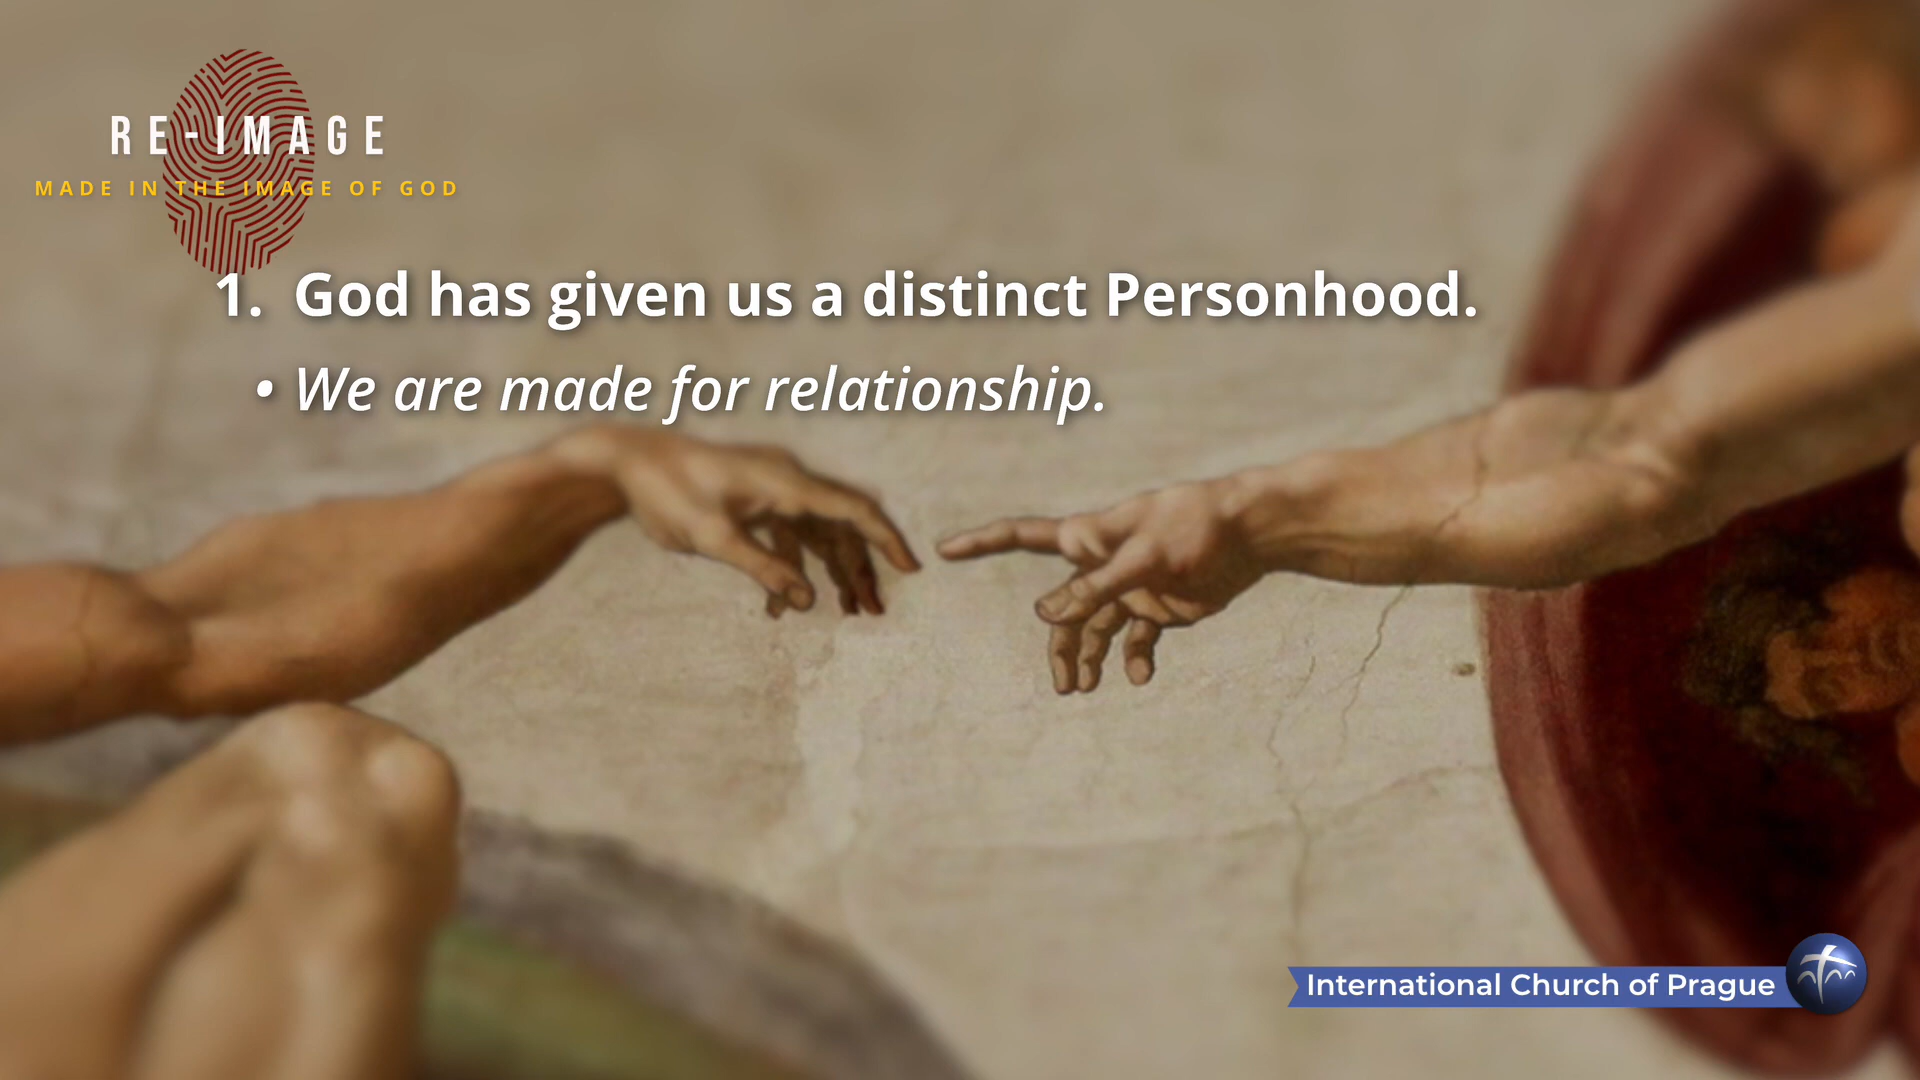 RE-IMAGE
MADE IN THE IMAGE OF GOD
1. God has given us a distinct Personhood.
• We are made for relationship.
International Church of Prague